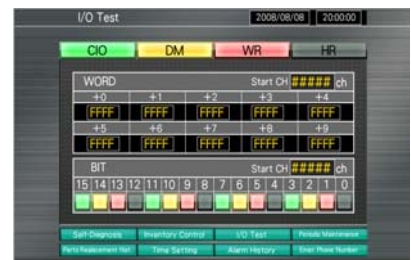 I/O Test 2008/08/08 20:00:00
CIO DM WR HR
WORD Start CH ##### ch
+0 +1 +2 +3 +4
FFFF FFFF FFFF FFFF FFFF
+5 +6 +7 +8 +9
FFFF FFFF FFFF FFFF FFFF
BIT Start CH ##### ch
15 14 13 12 11 10 9 8 7 6 5 4 3 2 1 0
Self-Diagnosis Inventory Control I/O Test Periodic Maintenance
Parts Replacement Notif. Time Setting Alarm History Enter Phone Number